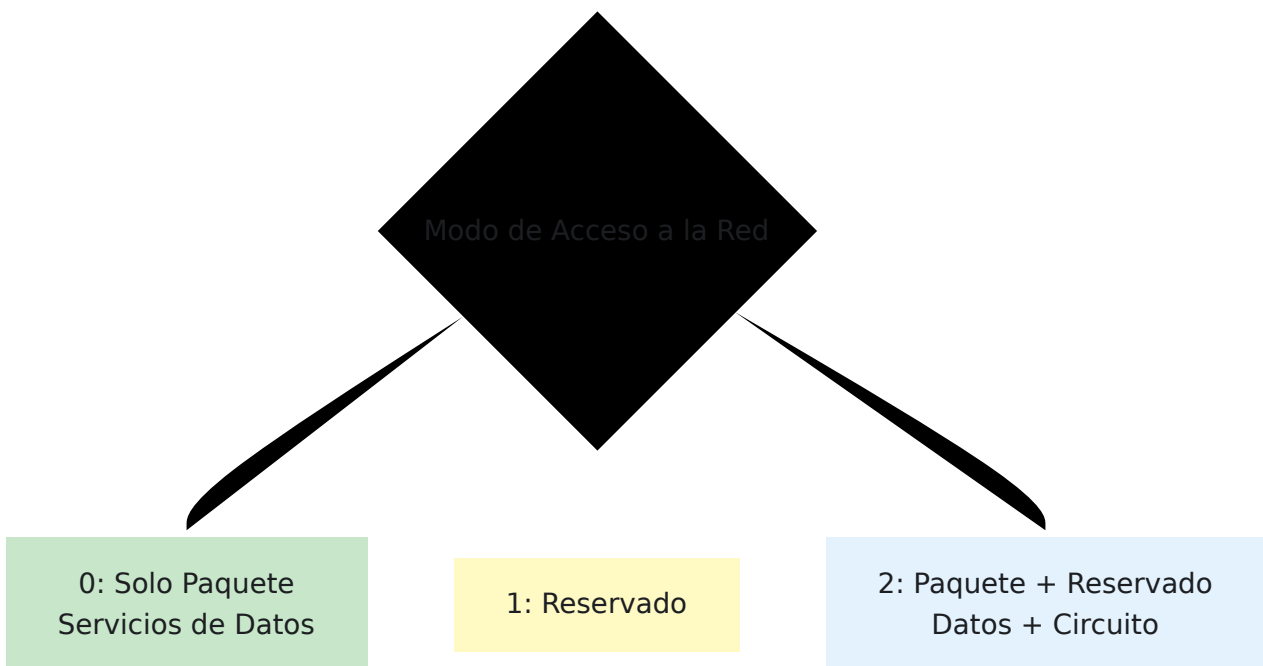 Modo de Acceso a la Red
0: Solo Paquete
Servicios de Datos
1: Reservado
2: Paquete + Reservado
Datos + Circuito